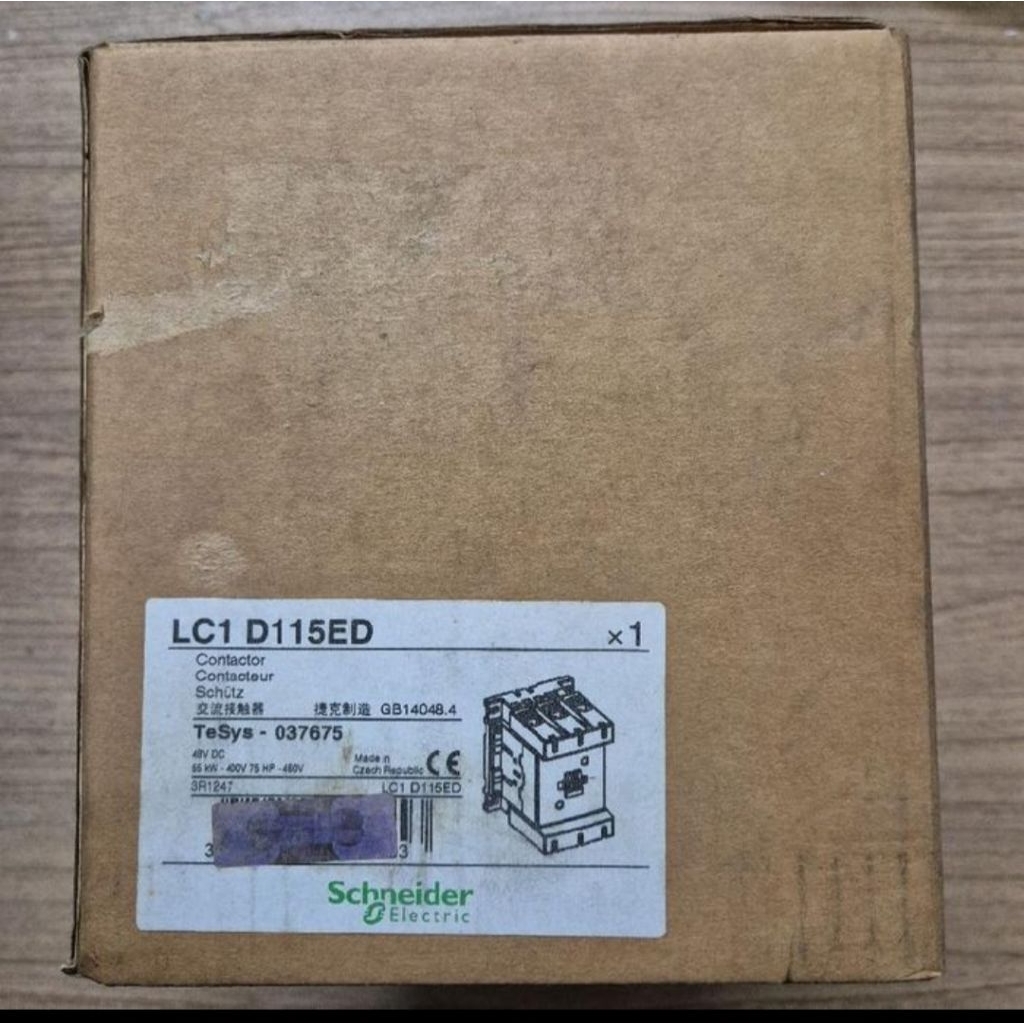 LC1 D115ED ×1
Contactor
Contacteur
Schütz
交流接触器 捷克制造 GB14048.4
TeSys - 037675
48V DC
55 kW - 400V 75 HP - 460V
Made in
Czech Republic CE
3R1247 LC1 D115ED
3 3
Schneider
Electric